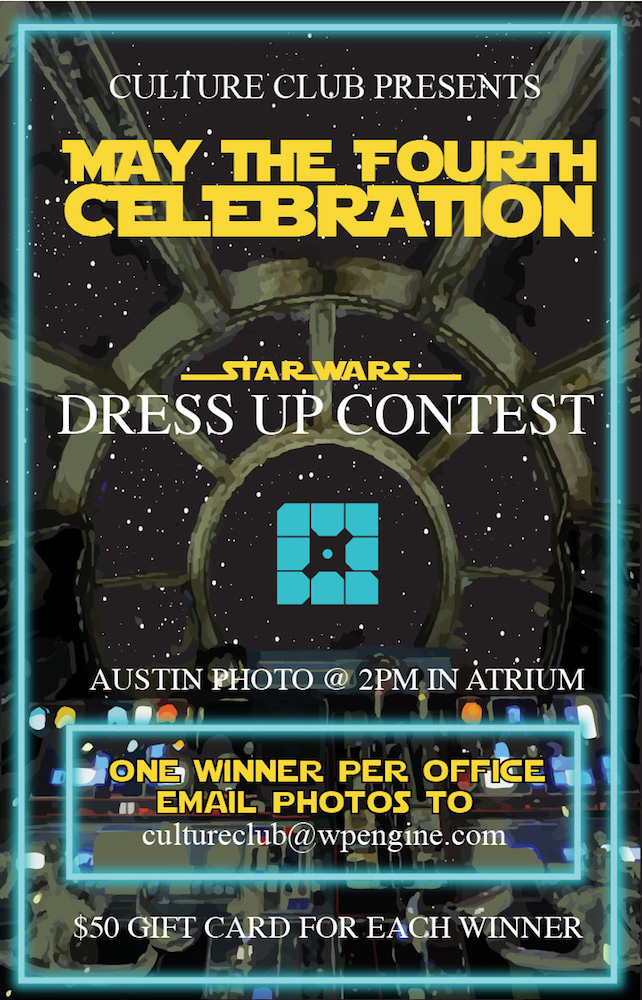 CULTURE CLUB PRESENTS
MAY THE FOURTH
CELEBRATION
STAR WARS
DRESS UP CONTEST
AUSTIN PHOTO @ 2PM IN ATRIUM
ONE WINNER PER OFFICE
EMAIL PHOTOS TO
cultureclub@wpengine.com
$50 GIFT CARD FOR EACH WINNER